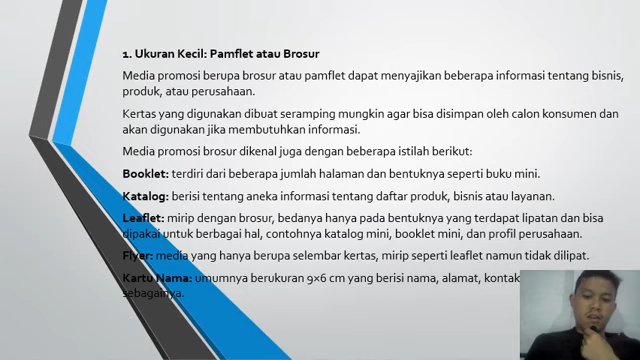 1. Ukuran Kecil: Pamflet atau Brosur
Media promosi berupa brosur atau pamflet dapat menyajikan beberapa informasi tentang bisnis,
produk, atau perusahaan.
Kertas yang digunakan dibuat seramping mungkin agar bisa disimpan oleh calon konsumen dan
akan digunakan jika membutuhkan informasi.
Media promosi brosur dikenal juga dengan beberapa istilah berikut:
Booklet: terdiri dari beberapa jumlah halaman dan bentuknya seperti buku mini.
Katalog: berisi tentang aneka informasi tentang daftar produk, bisnis atau layanan.
Leaflet: mirip dengan brosur, bedanya hanya pada bentuknya yang terdapat lipatan dan bisa
dipakai untuk berbagai hal, contohnya katalog mini, booklet mini, dan profil perusahaan.
Flyer: media yang hanya berupa selembar kertas, mirip seperti leaflet namun tidak dilipat.
Kartu Nama: umumnya berukuran 9×6 cm yang berisi nama, alamat, kontak
sebagainya.